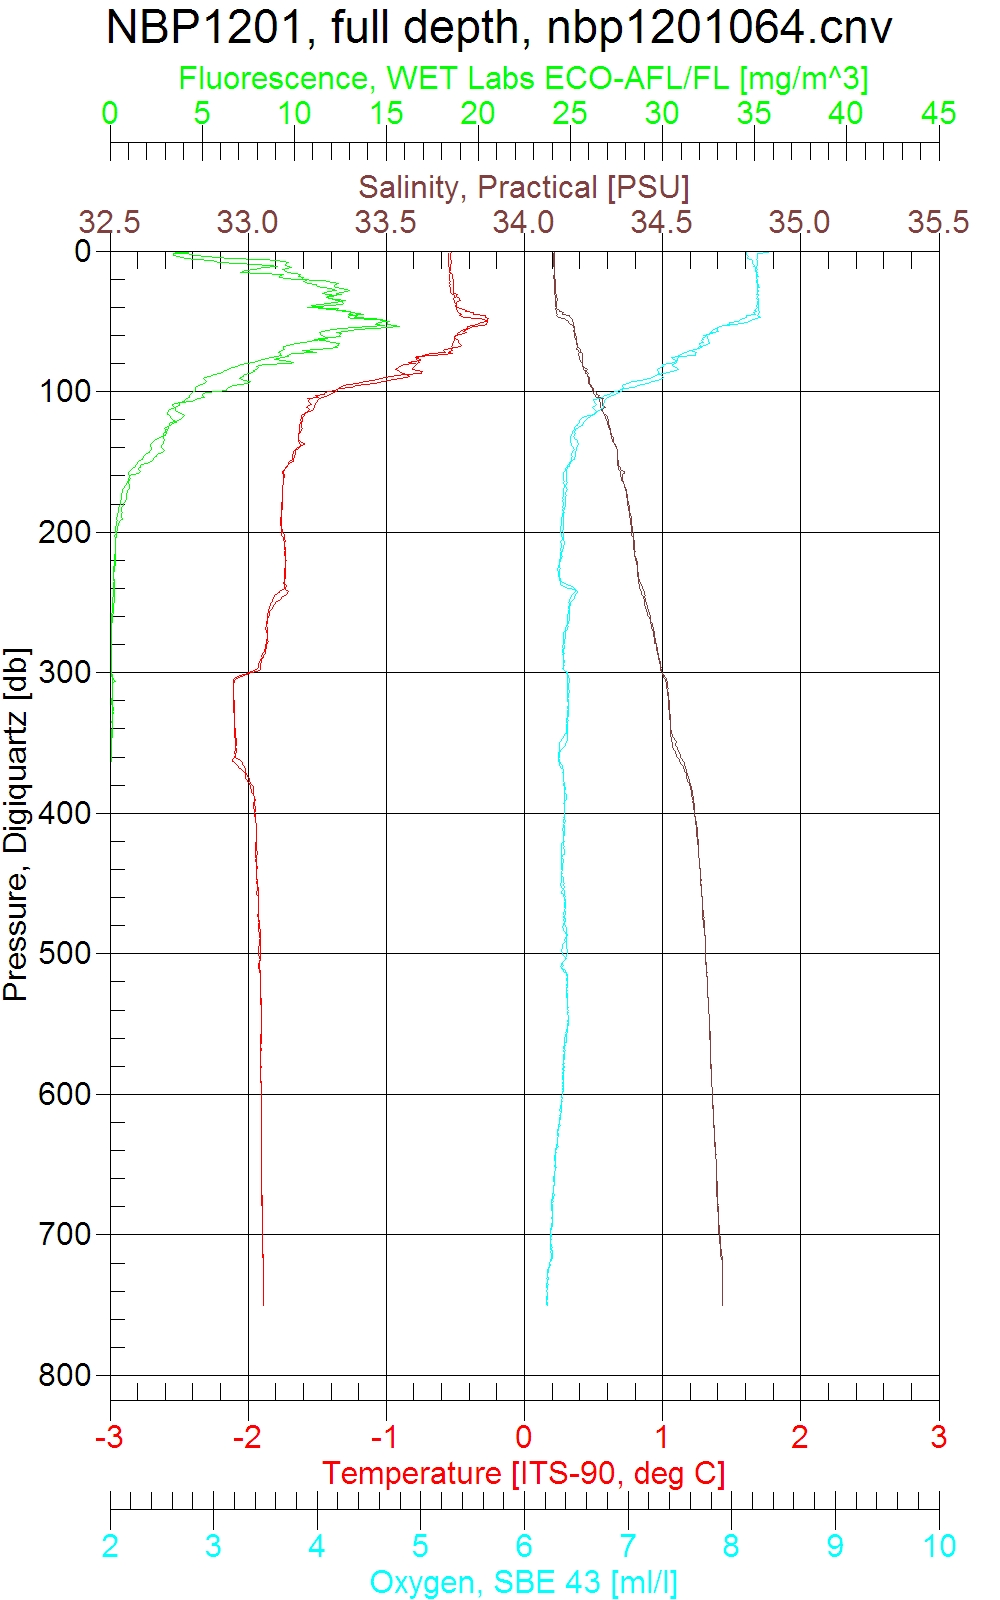 NBP1201, full depth, nbp1201064.cnv
Fluorescence, WET Labs ECO-AFL/FL [mg/m^3]
0 5 10 15 20 25 30 35 40 45
Salinity, Practical [PSU]
32.5 33.0 33.5 34.0 34.5 35.0 35.5
0
100
200
300
400
500
600
700
800
Pressure, Digiquartz [db]
-3 -2 -1 0 1 2 3
Temperature [ITS-90, deg C]
2 3 4 5 6 7 8 9 10
Oxygen, SBE 43 [ml/l]